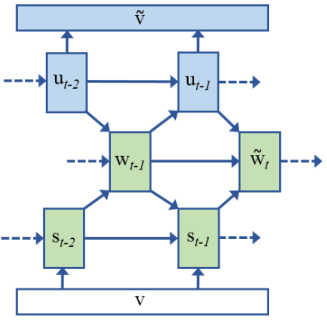 ṽ
u_{t-2} u_{t-1}
w_{t-1} w̃_t
s_{t-2} s_{t-1}
v